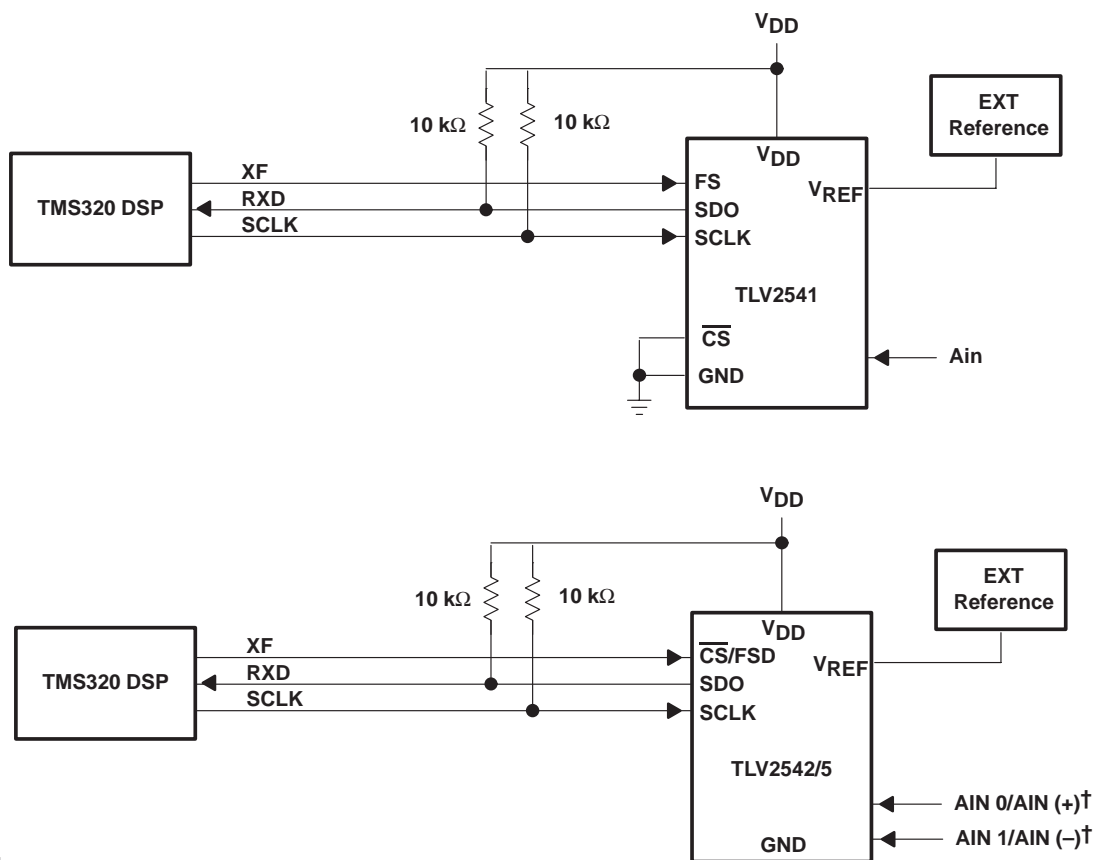 VDD
EXT
Reference
10 kΩ
10 kΩ
VDD
VREF
TMS320 DSP
XF
RXD
SCLK
FS
SDO
SCLK
TLV2541
C̅S̅
GND
Ain
VDD
EXT
Reference
10 kΩ
10 kΩ
VDD
VREF
TMS320 DSP
XF
RXD
SCLK
C̅S̅/FSD
SDO
SCLK
TLV2542/5
AIN 0/AIN (+)†
AIN 1/AIN (–)†
GND